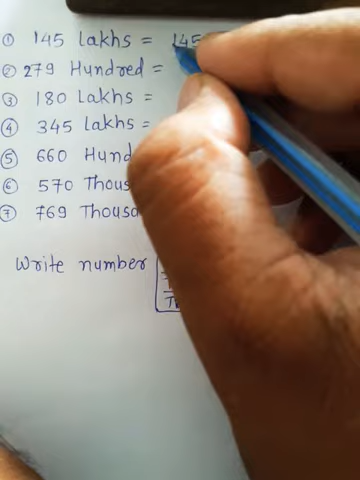 ① 145 lakhs = 145
② 279 Hundred =
③ 180 lakhs =
④ 345 lakhs =
⑤ 660 Hund
⑥ 570 Thous
⑦ 769 Thousa
Write number